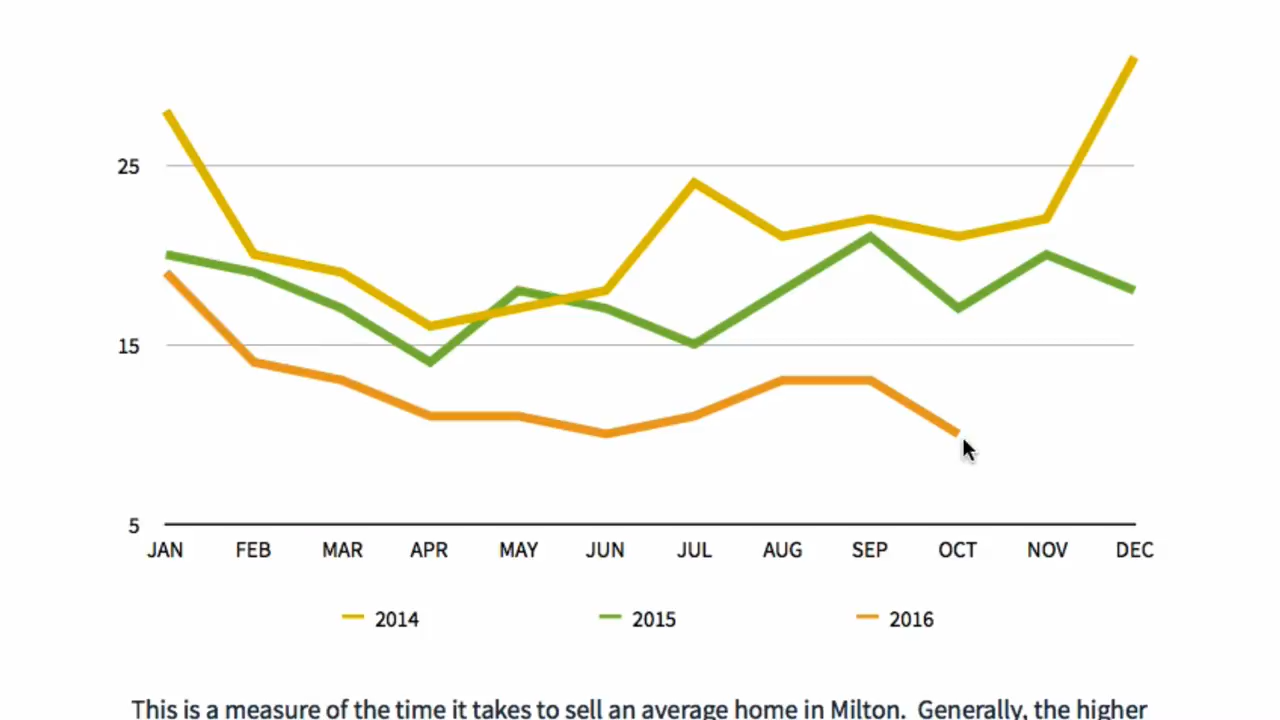 25
15
5
JAN FEB MAR APR MAY JUN JUL AUG SEP OCT NOV DEC
2014 2015 2016
This is a measure of the time it takes to sell an average home in Milton. Generally, the higher